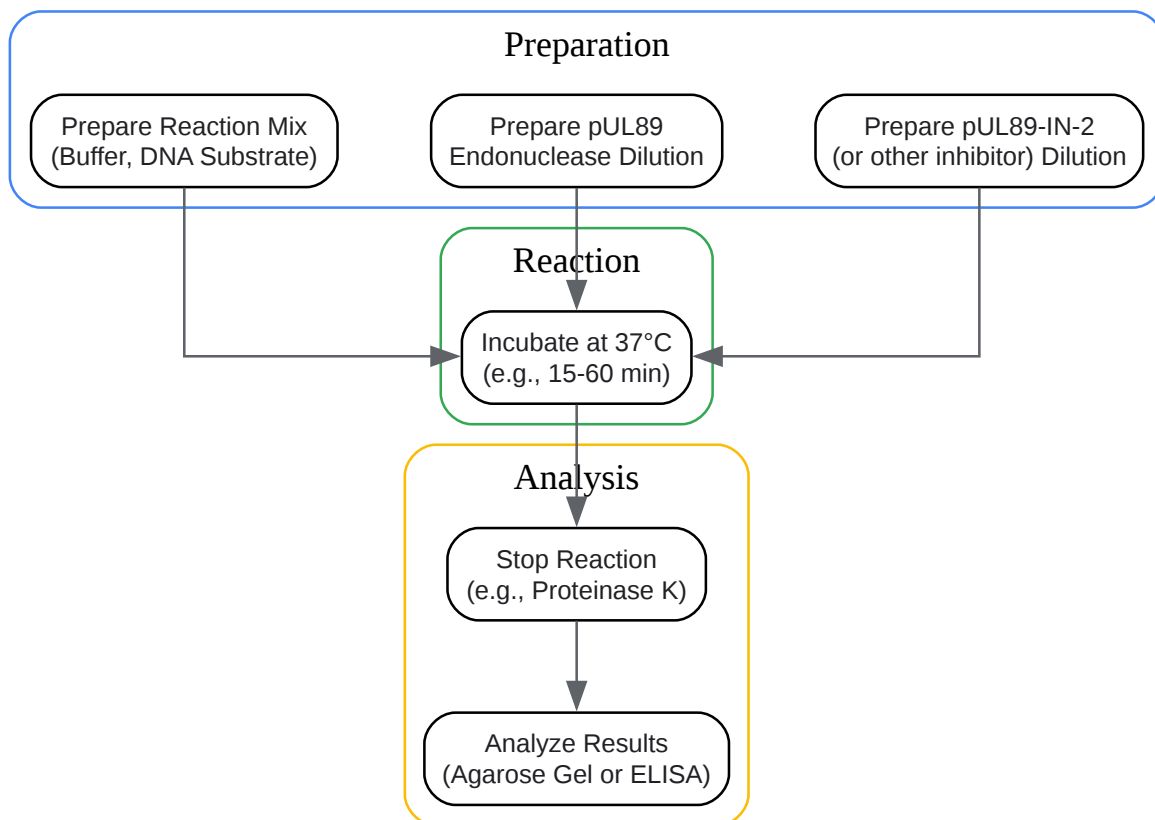 Preparation
Prepare Reaction Mix
(Buffer, DNA Substrate)
Prepare pUL89
Endonuclease Dilution
Prepare pUL89-IN-2
(or other inhibitor) Dilution
Reaction
Incubate at 37°C
(e.g., 15-60 min)
Analysis
Stop Reaction
(e.g., Proteinase K)
Analyze Results
(Agarose Gel or ELISA)